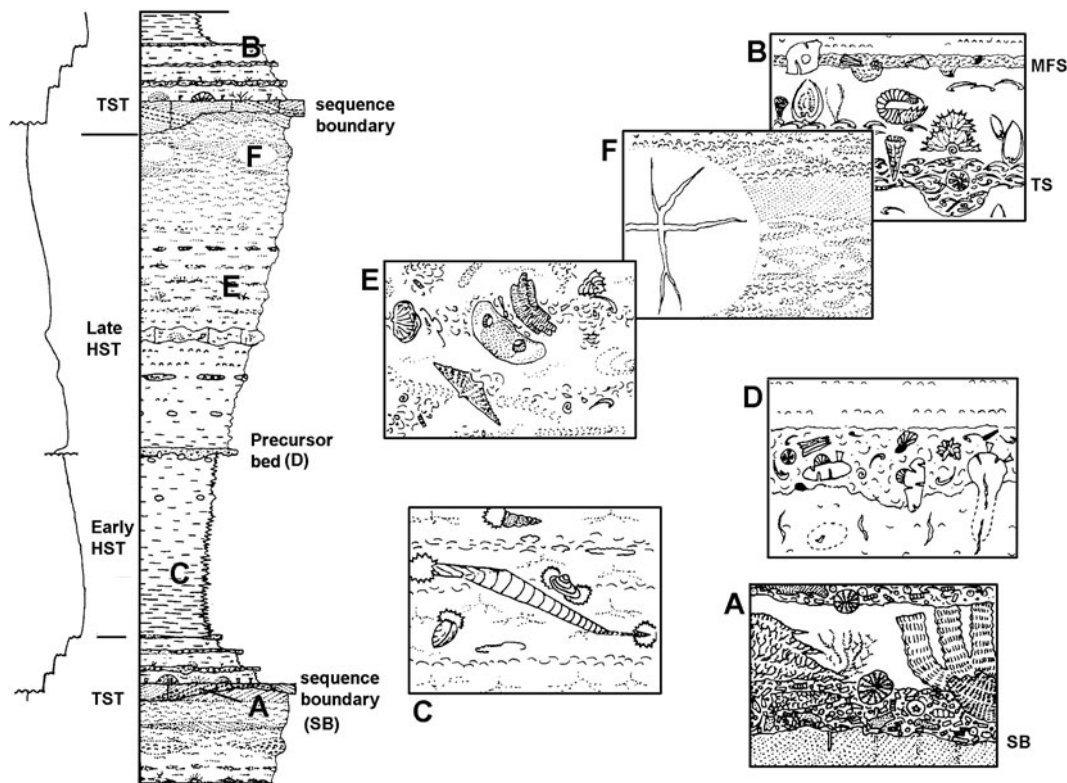 B
TST
sequence
boundary
F
E
Late
HST
Precursor
bed (D)
Early
HST
C
sequence
boundary
(SB)
TST
A
B
MFS
TS
F
E
D
C
A
SB